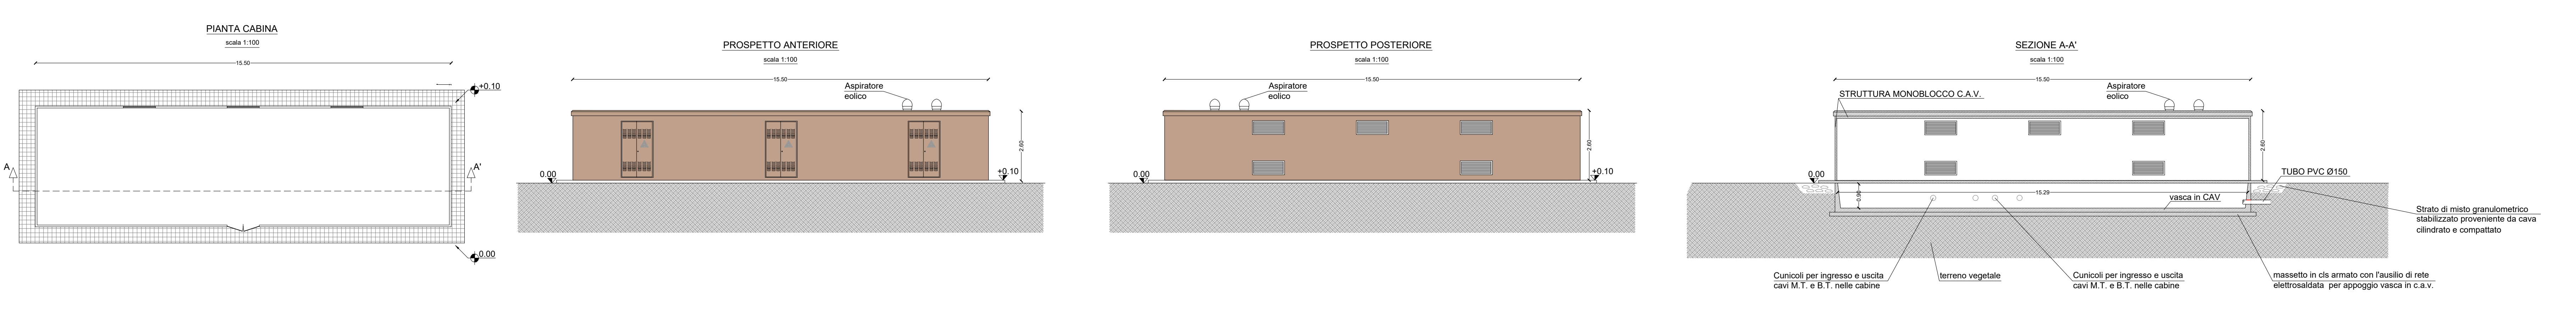 PIANTA CABINA
scala 1:100
15.50
+0.10
A
A'
0.00
PROSPETTO ANTERIORE
scala 1:100
15.50
Aspiratore
eolico
2.60
0.00
+0.10
PROSPETTO POSTERIORE
scala 1:100
15.50
Aspiratore
eolico
2.60
0.00
+0.10
SEZIONE A-A'
scala 1:100
15.50
STRUTTURA MONOBLOCCO C.A.V.
Aspiratore
eolico
2.60
0.00
TUBO PVC Ø150
15.29
0.90
vasca in CAV
Strato di misto granulometrico
stabilizzato proveniente da cava
cilindrato e compattato
Cunicoli per ingresso e uscita
cavi M.T. e B.T. nelle cabine
terreno vegetale
Cunicoli per ingresso e uscita
cavi M.T. e B.T. nelle cabine
massetto in cls armato con l'ausilio di rete
elettrosaldata per appoggio vasca in c.a.v.